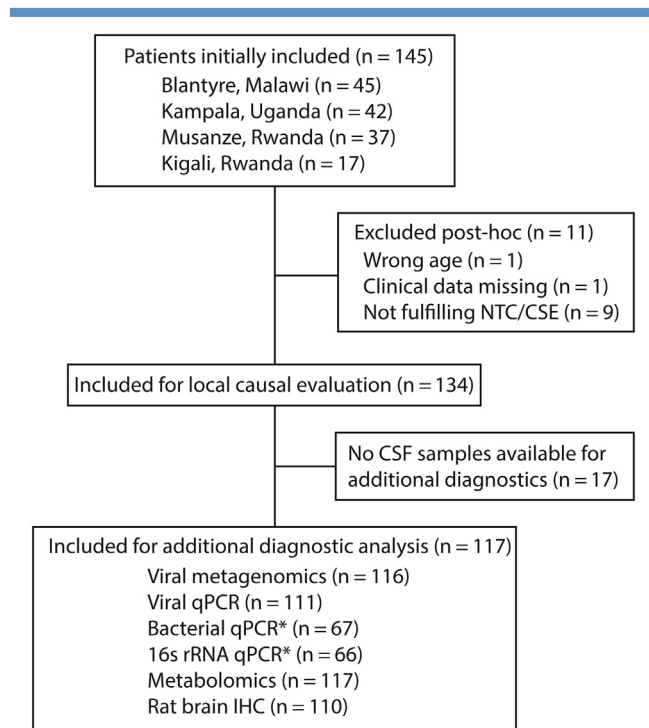 Patients initially included (n = 145)
Blantyre, Malawi (n = 45)
Kampala, Uganda (n = 42)
Musanze, Rwanda (n = 37)
Kigali, Rwanda (n = 17)
Excluded post-hoc (n = 11)
Wrong age (n = 1)
Clinical data missing (n = 1)
Not fulfilling NTC/CSE (n = 9)
Included for local causal evaluation (n = 134)
No CSF samples available for
additional diagnostics (n = 17)
Included for additional diagnostic analysis (n = 117)
Viral metagenomics (n = 116)
Viral qPCR (n = 111)
Bacterial qPCR* (n = 67)
16s rRNA qPCR* (n = 66)
Metabolomics (n = 117)
Rat brain IHC (n = 110)